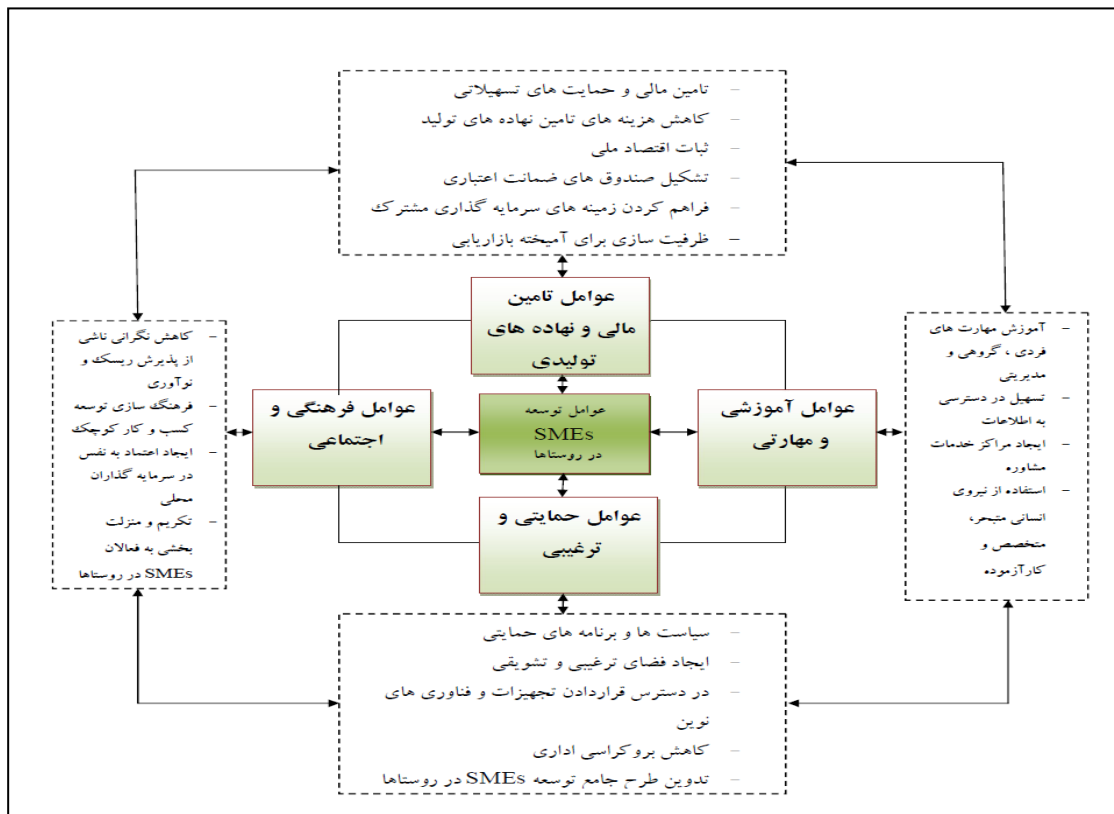 – تامین مالی و حمایت های تسهیلاتی
– کاهش هزینه های تامین نهاده های تولید
– ثبات اقتصاد ملی
– تشکیل صندوق های ضمانت اعتباری
– فراهم کردن زمینه های سرمایه گذاری مشترک
– ظرفیت سازی برای آمیخته بازاریابی
عوامل تامین
مالی و نهاده های
تولیدی
– آموزش مهارت های
فردی ، گروهی و
مدیریتی
– تسهیل در دسترسی
به اطلاعات
– ایجاد مراکز خدمات
مشاوره
– استفاده از نیروی
انسانی متبحر،
متخصص و
کارآزموده
عوامل آموزشی
و مهارتی
عوامل توسعه
SMEs
در روستاها
عوامل فرهنگی و
اجتماعی
– کاهش نگرانی ناشی
از پذیرش ریسک و
نوآوری
– فرهنگ سازی توسعه
کسب و کار کوچک
– ایجاد اعتماد به نفس
در سرمایه گذاران
محلی
– تکریم و منزلت
بخشی به فعالان
SMEs در روستاها
عوامل حمایتی و
ترغیبی
– سیاست ها و برنامه های حمایتی
– ایجاد فضای ترغیبی و تشویقی
– در دسترس قراردادن تجهیزات و فناوری های
نوین
– کاهش بروکراسی اداری
– تدوین طرح جامع توسعه SMEs در روستاها